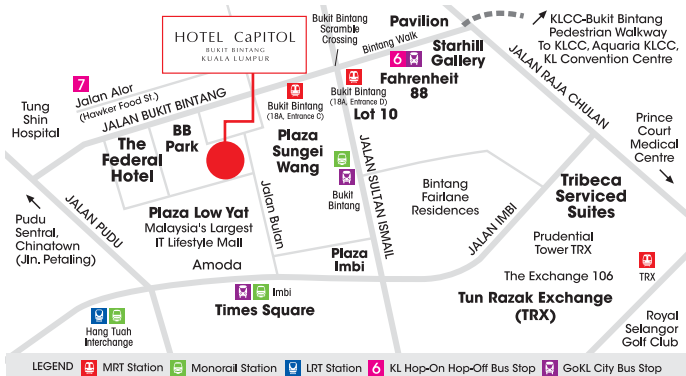 HOTEL CaPITOL
BUKIT BINTANG
KUALA LUMPUR
Bukit Bintang
Scramble
Crossing
Pavilion
Bintang Walk
6
Starhill
Gallery
Fahrenheit
88
KLCC-Bukit Bintang
Pedestrian Walkway
To KLCC, Aquaria KLCC,
KL Convention Centre
JALAN RAJA CHULAN
7
Jalan Alor
(Hawker Food St.)
JALAN BUKIT BINTANG
Tung
Shin
Hospital
Bukit Bintang
(18A, Entrance C)
Bukit Bintang
(18A, Entrance D)
Lot 10
Prince
Court
Medical
Centre
BB
Park
The
Federal
Hotel
Plaza
Sungei
Wang
Bukit
Bintang
JALAN SULTAN ISMAIL
Bintang
Fairlane
Residences
Tribeca
Serviced
Suites
JALAN PUDU
Pudu
Sentral,
Chinatown
(Jln. Petaling)
Plaza Low Yat
Malaysia's Largest
IT Lifestyle Mall
Jalan Bulan
JALAN IMBI
Prudential
Tower TRX
Plaza
Imbi
Amoda
The Exchange 106
TRX
Imbi
Times Square
Tun Razak Exchange
(TRX)
Hang Tuah
Interchange
Royal
Selangor
Golf Club
LEGEND MRT Station Monorail Station LRT Station 6 KL Hop-On Hop-Off Bus Stop GoKL City Bus Stop